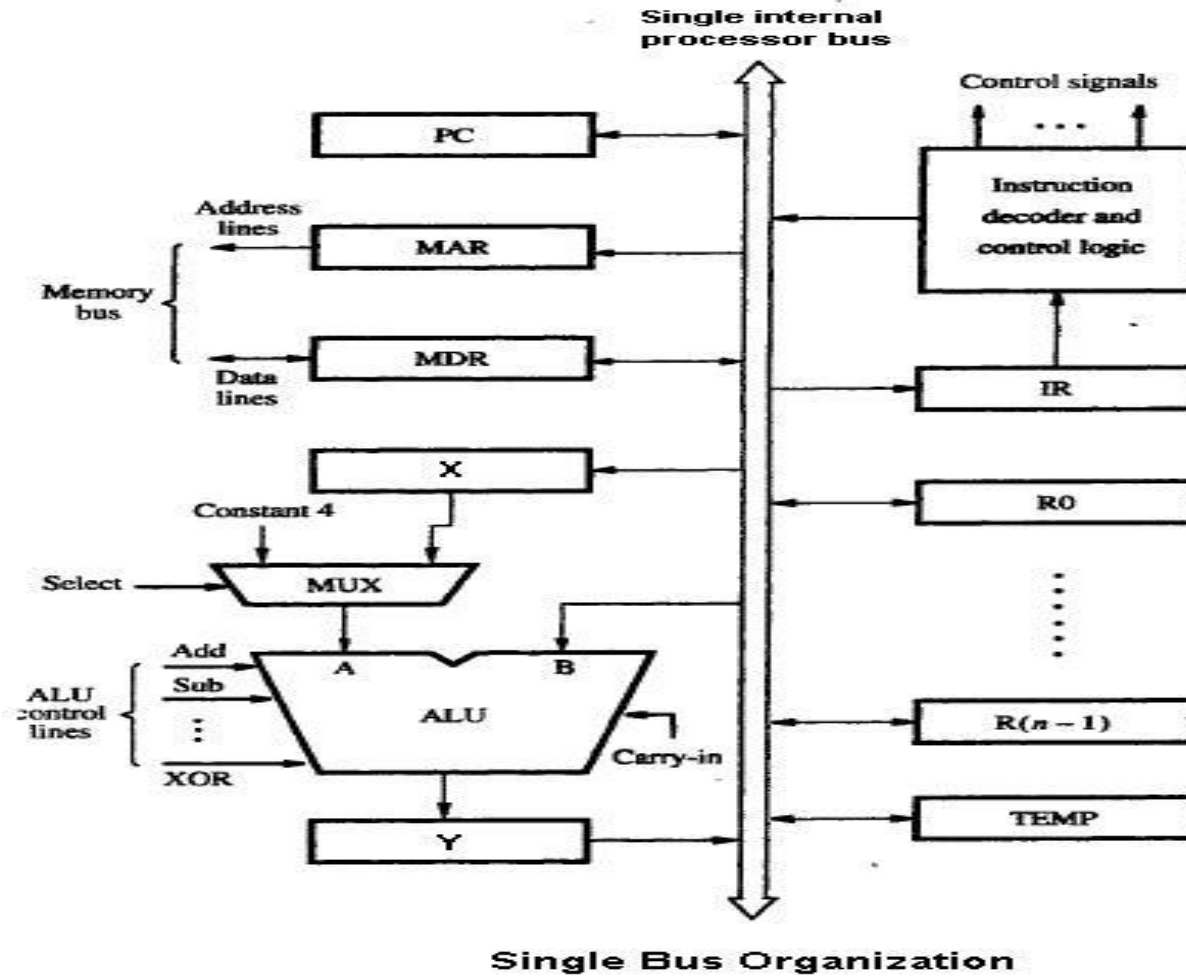 Single internal
processor bus
Control signals
...
PC
Instruction
decoder and
control logic
Address
lines
MAR
Memory
bus
MDR
Data
lines
IR
X
R0
Constant 4
MUX
Select
Add
A
B
Sub
ALU
control
lines
ALU
R(n − 1)
Carry-in
XOR
TEMP
Y
Single Bus Organization